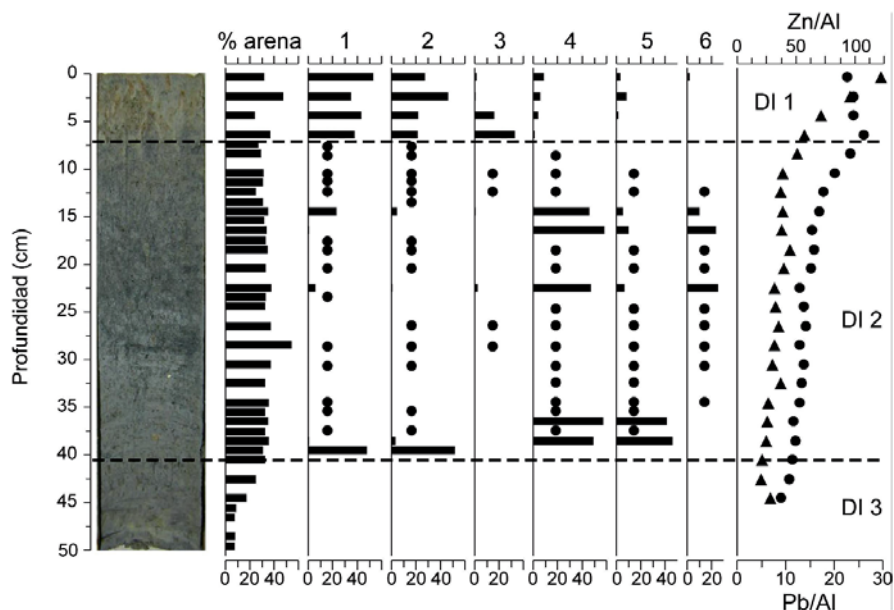 Zn/Al
% arena 1 2 3 4 5 6 0 50 100
Profundidad (cm)
0
5
10
15
20
25
30
35
40
45
50
DI 1
DI 2
DI 3
0 20 40 0 20 40 0 20 40 0 20 40 0 20 40 0 20 40 0 20 0 10 20 30
Pb/Al